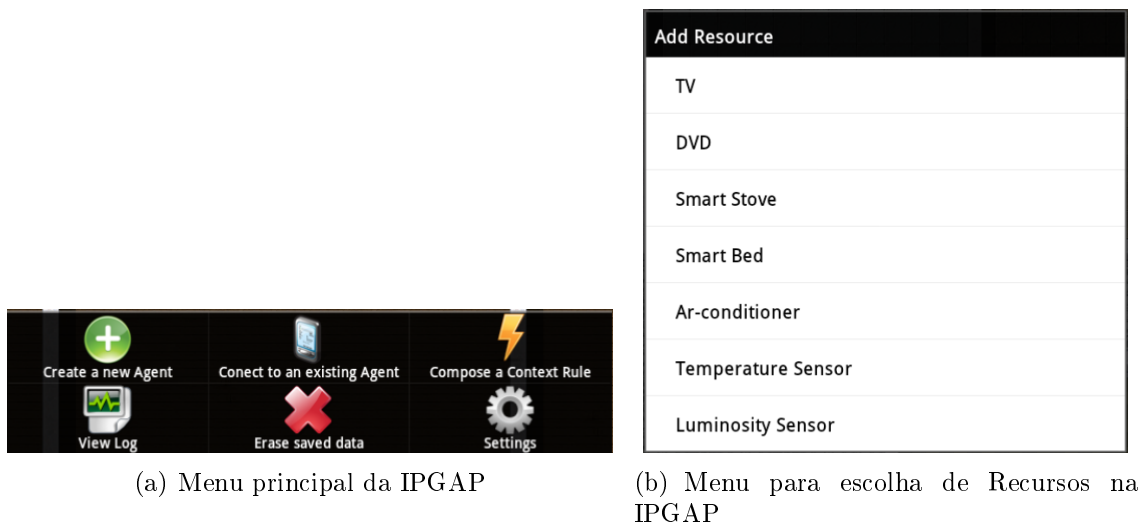 Create a new Agent
Conect to an existing Agent
Compose a Context Rule
View Log
Erase saved data
Settings
(a) Menu principal da IPGAP
Add Resource
TV
DVD
Smart Stove
Smart Bed
Ar-conditioner
Temperature Sensor
Luminosity Sensor
(b) Menu para escolha de Recursos na
IPGAP